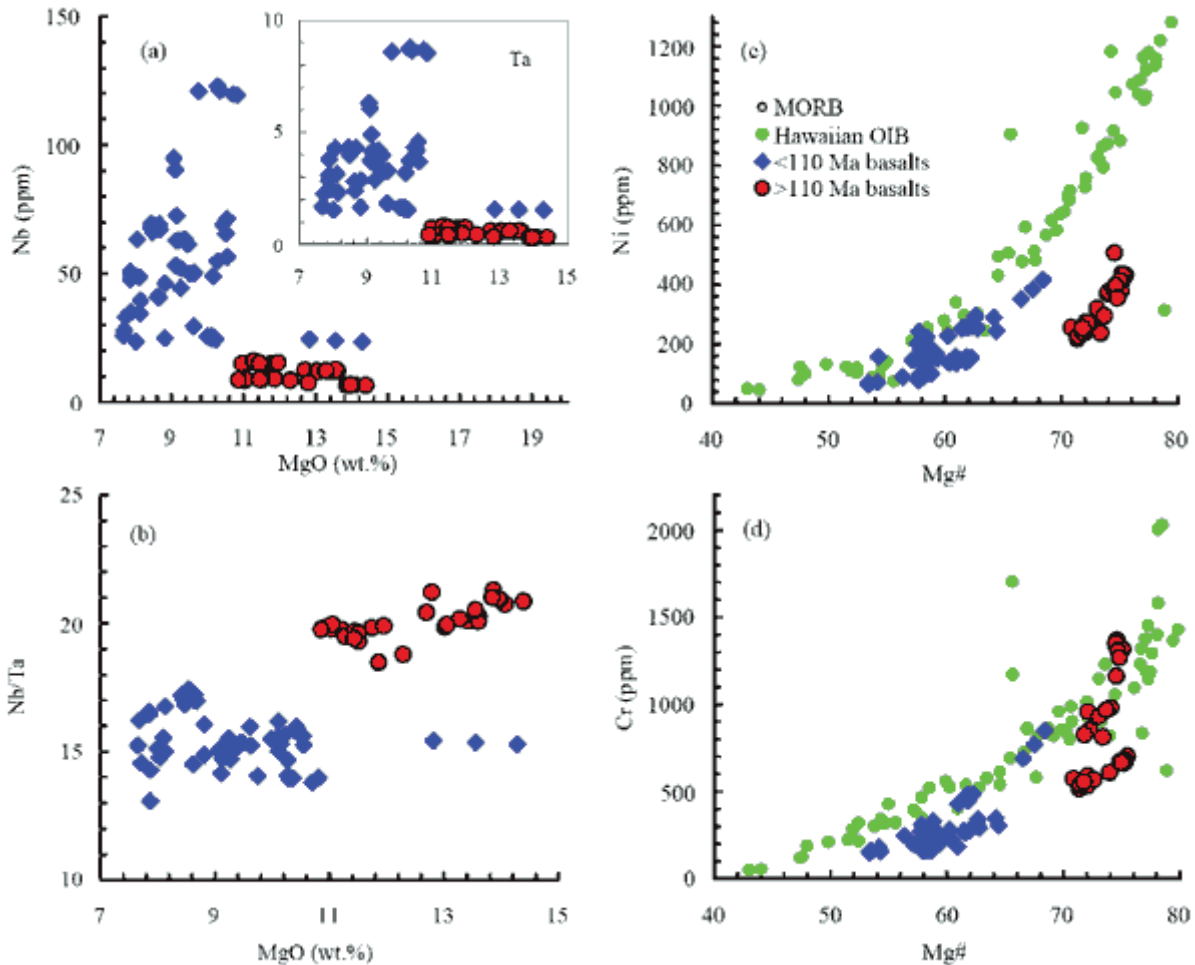 150
100
50
0
Nb (ppm)
(a)
7
9
11
13
15
17
19
MgO (wt.%)
10
5
0
Ta
7
9
11
13
15
25
20
15
10
Nb/Ta
(b)
7
9
11
13
15
MgO (wt.%)
1200
1000
800
600
400
200
0
Ni (ppm)
(c)
MORB
Hawaiian OIB
<110 Ma basalts
>110 Ma basalts
40
50
60
70
80
Mg#
2000
1500
1000
500
0
Cr (ppm)
(d)
40
50
60
70
80
Mg#